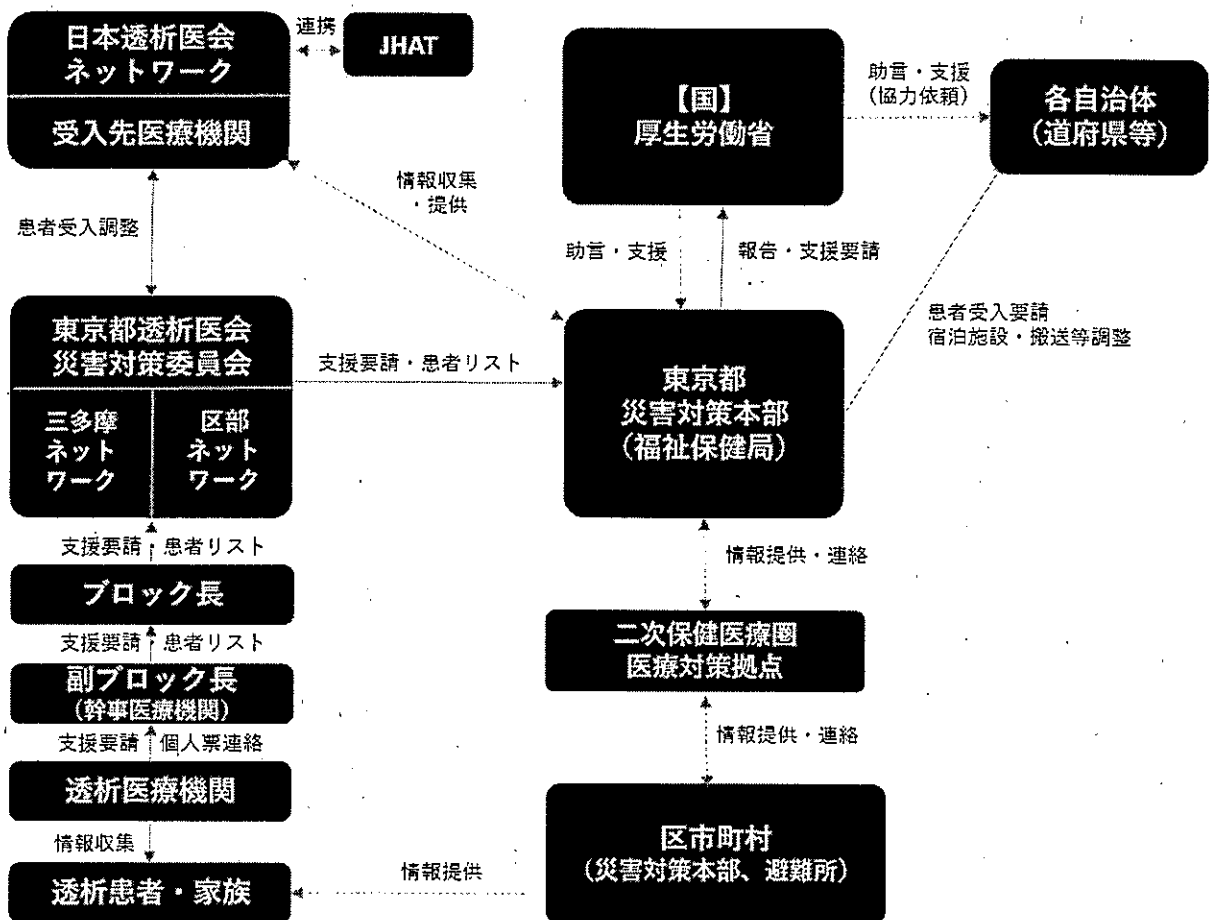 日本透析医会
ネットワーク
受入先医療機関
連携
JHAT
【国】
厚生労働省
助言・支援
(協力依頼)
各自治体
(道府県等)
患者受入調整
情報収集
・提供
助言・支援
報告・支援要請
患者受入要請
宿泊施設・搬送等調整
東京都透析医会
災害対策委員会
三多摩
ネット
ワーク
区部
ネット
ワーク
支援要請・患者リスト
東京都
災害対策本部
(福祉保健局)
支援要請・患者リスト
ブロック長
支援要請・患者リスト
副ブロック長
(幹事医療機関)
支援要請 個人票連絡
透析医療機関
情報収集
透析患者・家族
情報提供・連絡
二次保健医療圏
医療対策拠点
情報提供・連絡
区市町村
(災害対策本部、避難所)
情報提供